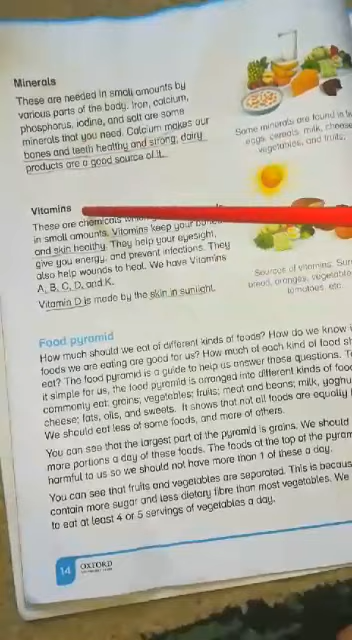 Minerals
These are needed in small amounts by
various parts of the body. Iron, calcium,
phosphorus, iodine, and salt are some
minerals that you need. Calcium makes our
bones and teeth healthy and strong; dairy
products are a good source of it.
Some minerals are found in
eggs, cereals, milk, cheese
vegetables, and fruits.
Vitamins
These are chemicals
in small amounts. Vitamins keep your
and skin healthy. They help your eyesight,
give you energy, and prevent infections. They
also help wounds to heal. We have Vitamins
A, B, C, D, and K.
Vitamin D is made by the skin in sunlight.
Sources of vitamins:
bread, oranges, vegetable
tomatoes, etc.
Food pyramid
How much should we eat of different kinds of foods? How do we know
foods we are eating are good for us? How much of each kind of food
eat? The food pyramid is a guide to help us answer these questions.
it simple for us, the food pyramid is arranged into different kinds of
commonly eat: grains; vegetables; fruits; meat and beans; milk,
cheese; fats, oils, and sweets. It shows that not all foods are equally
We should eat less of some foods, and more of others.
You can see that the largest part of the pyramid is grains. We should
more portions a day of these foods. The foods at the top of the
harmful to us so we should not have more than 1 of these a day.
You can see that fruits and vegetables are separated. This is
contain more sugar and less dietary fibre than most vegetables. We
to eat at least 4 or 5 servings of vegetables a day.
14 OXFORD